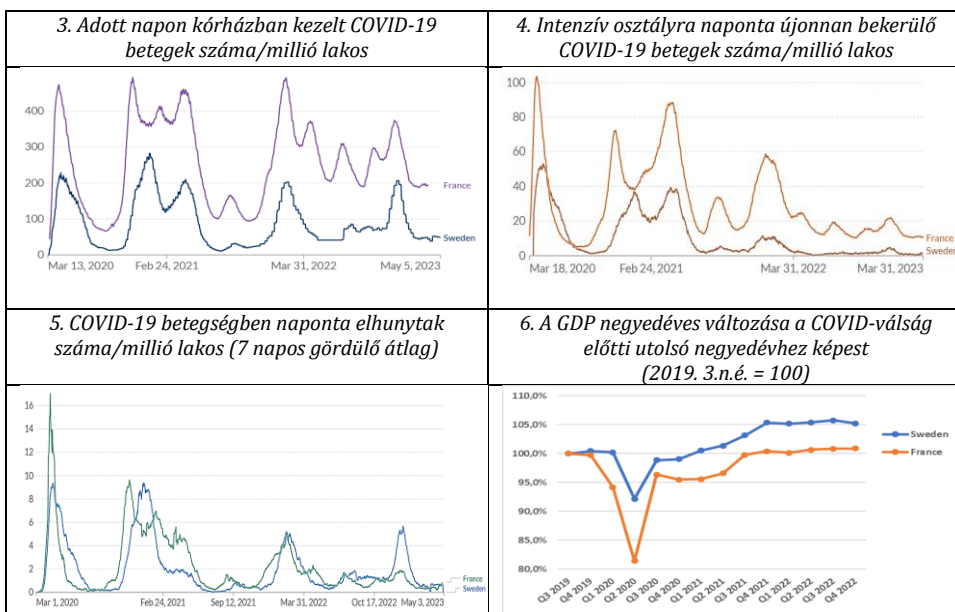 3. Adott napon kórházban kezelt COVID-19
betegek száma/millió lakos
400
300
200
100
0
France
Sweden
Mar 13, 2020
Feb 24, 2021
Mar 31, 2022
May 5, 2023
4. Intenzív osztályra naponta újonnan bekerülő
COVID-19 betegek száma/millió lakos
100
80
60
40
20
0
France
Sweden
Mar 18, 2020
Feb 24, 2021
Mar 31, 2022
Mar 31, 2023
5. COVID-19 betegségben naponta elhunytak
száma/millió lakos (7 napos gördülő átlag)
16
14
12
10
8
6
4
2
0
France
Sweden
Mar 1, 2020
Feb 24, 2021
Sep 12, 2021
Mar 31, 2022
Oct 17, 2022
May 3, 2023
6. A GDP negyedéves változása a COVID-válság
előtti utolsó negyedévhez képest
(2019. 3.n.é. = 100)
110,0%
105,0%
100,0%
95,0%
90,0%
85,0%
80,0%
Sweden
France
Q3 2019
Q4 2019
Q1 2020
Q2 2020
Q3 2020
Q4 2020
Q1 2021
Q2 2021
Q3 2021
Q4 2021
Q1 2022
Q2 2022
Q3 2022
Q4 2022